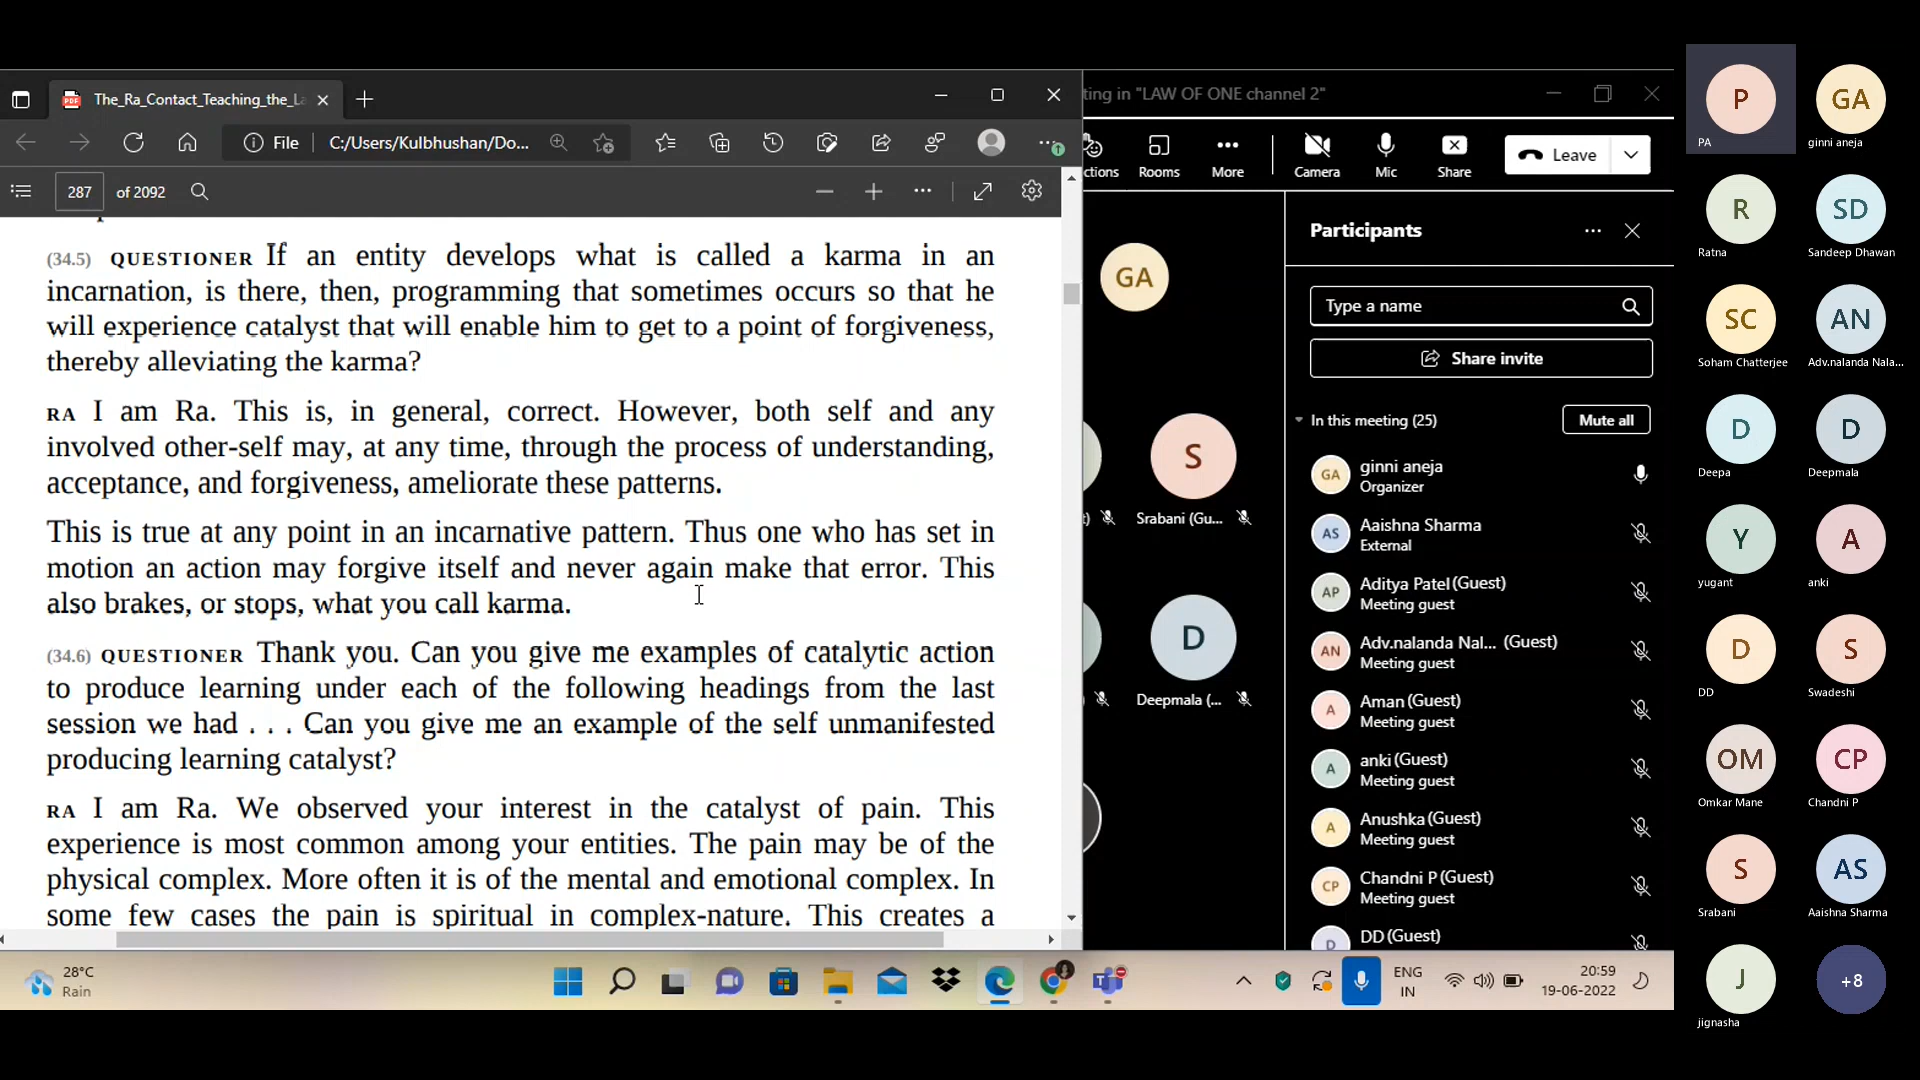 The_Ra_Contact_Teaching_the_La
ting in "LAW OF ONE channel 2"
File
C:/Users/Kulbhushan/Do...
ctions
Rooms
More
Camera
Mic
Share
Leave
287
of 2092
(34.5) QUESTIONER If an entity develops what is called a karma in an
incarnation, is there, then, programming that sometimes occurs so that he
will experience catalyst that will enable him to get to a point of forgiveness,
thereby alleviating the karma?
RA I am Ra. This is, in general, correct. However, both self and any
involved other-self may, at any time, through the process of understanding,
acceptance, and forgiveness, ameliorate these patterns.
This is true at any point in an incarnative pattern. Thus one who has set in
motion an action may forgive itself and never again make that error. This
also brakes, or stops, what you call karma.
(34.6) QUESTIONER Thank you. Can you give me examples of catalytic action
to produce learning under each of the following headings from the last
session we had . . . Can you give me an example of the self unmanifested
producing learning catalyst?
RA I am Ra. We observed your interest in the catalyst of pain. This
experience is most common among your entities. The pain may be of the
physical complex. More often it is of the mental and emotional complex. In
some few cases the pain is spiritual in complex-nature. This creates a
GA
S
Srabani (Gu...
D
Deepmala (...
Participants
Type a name
Share invite
In this meeting (25)
Mute all
GA
ginni aneja
Organizer
AS
Aaishna Sharma
External
AP
Aditya Patel (Guest)
Meeting guest
AN
Adv.nalanda Nal... (Guest)
Meeting guest
A
Aman (Guest)
Meeting guest
A
anki (Guest)
Meeting guest
A
Anushka (Guest)
Meeting guest
CP
Chandni P (Guest)
Meeting guest
D
DD (Guest)
P
PA
GA
ginni aneja
R
Ratna
SD
Sandeep Dhawan
SC
Soham Chatterjee
AN
Adv.nalanda Nala...
D
Deepa
D
Deepmala
Y
yugant
A
anki
D
DD
S
Swadeshi
OM
Omkar Mane
CP
Chandni P
S
Srabani
AS
Aaishna Sharma
J
jignasha
+8
28°C
Rain
ENG
IN
20:59
19-06-2022